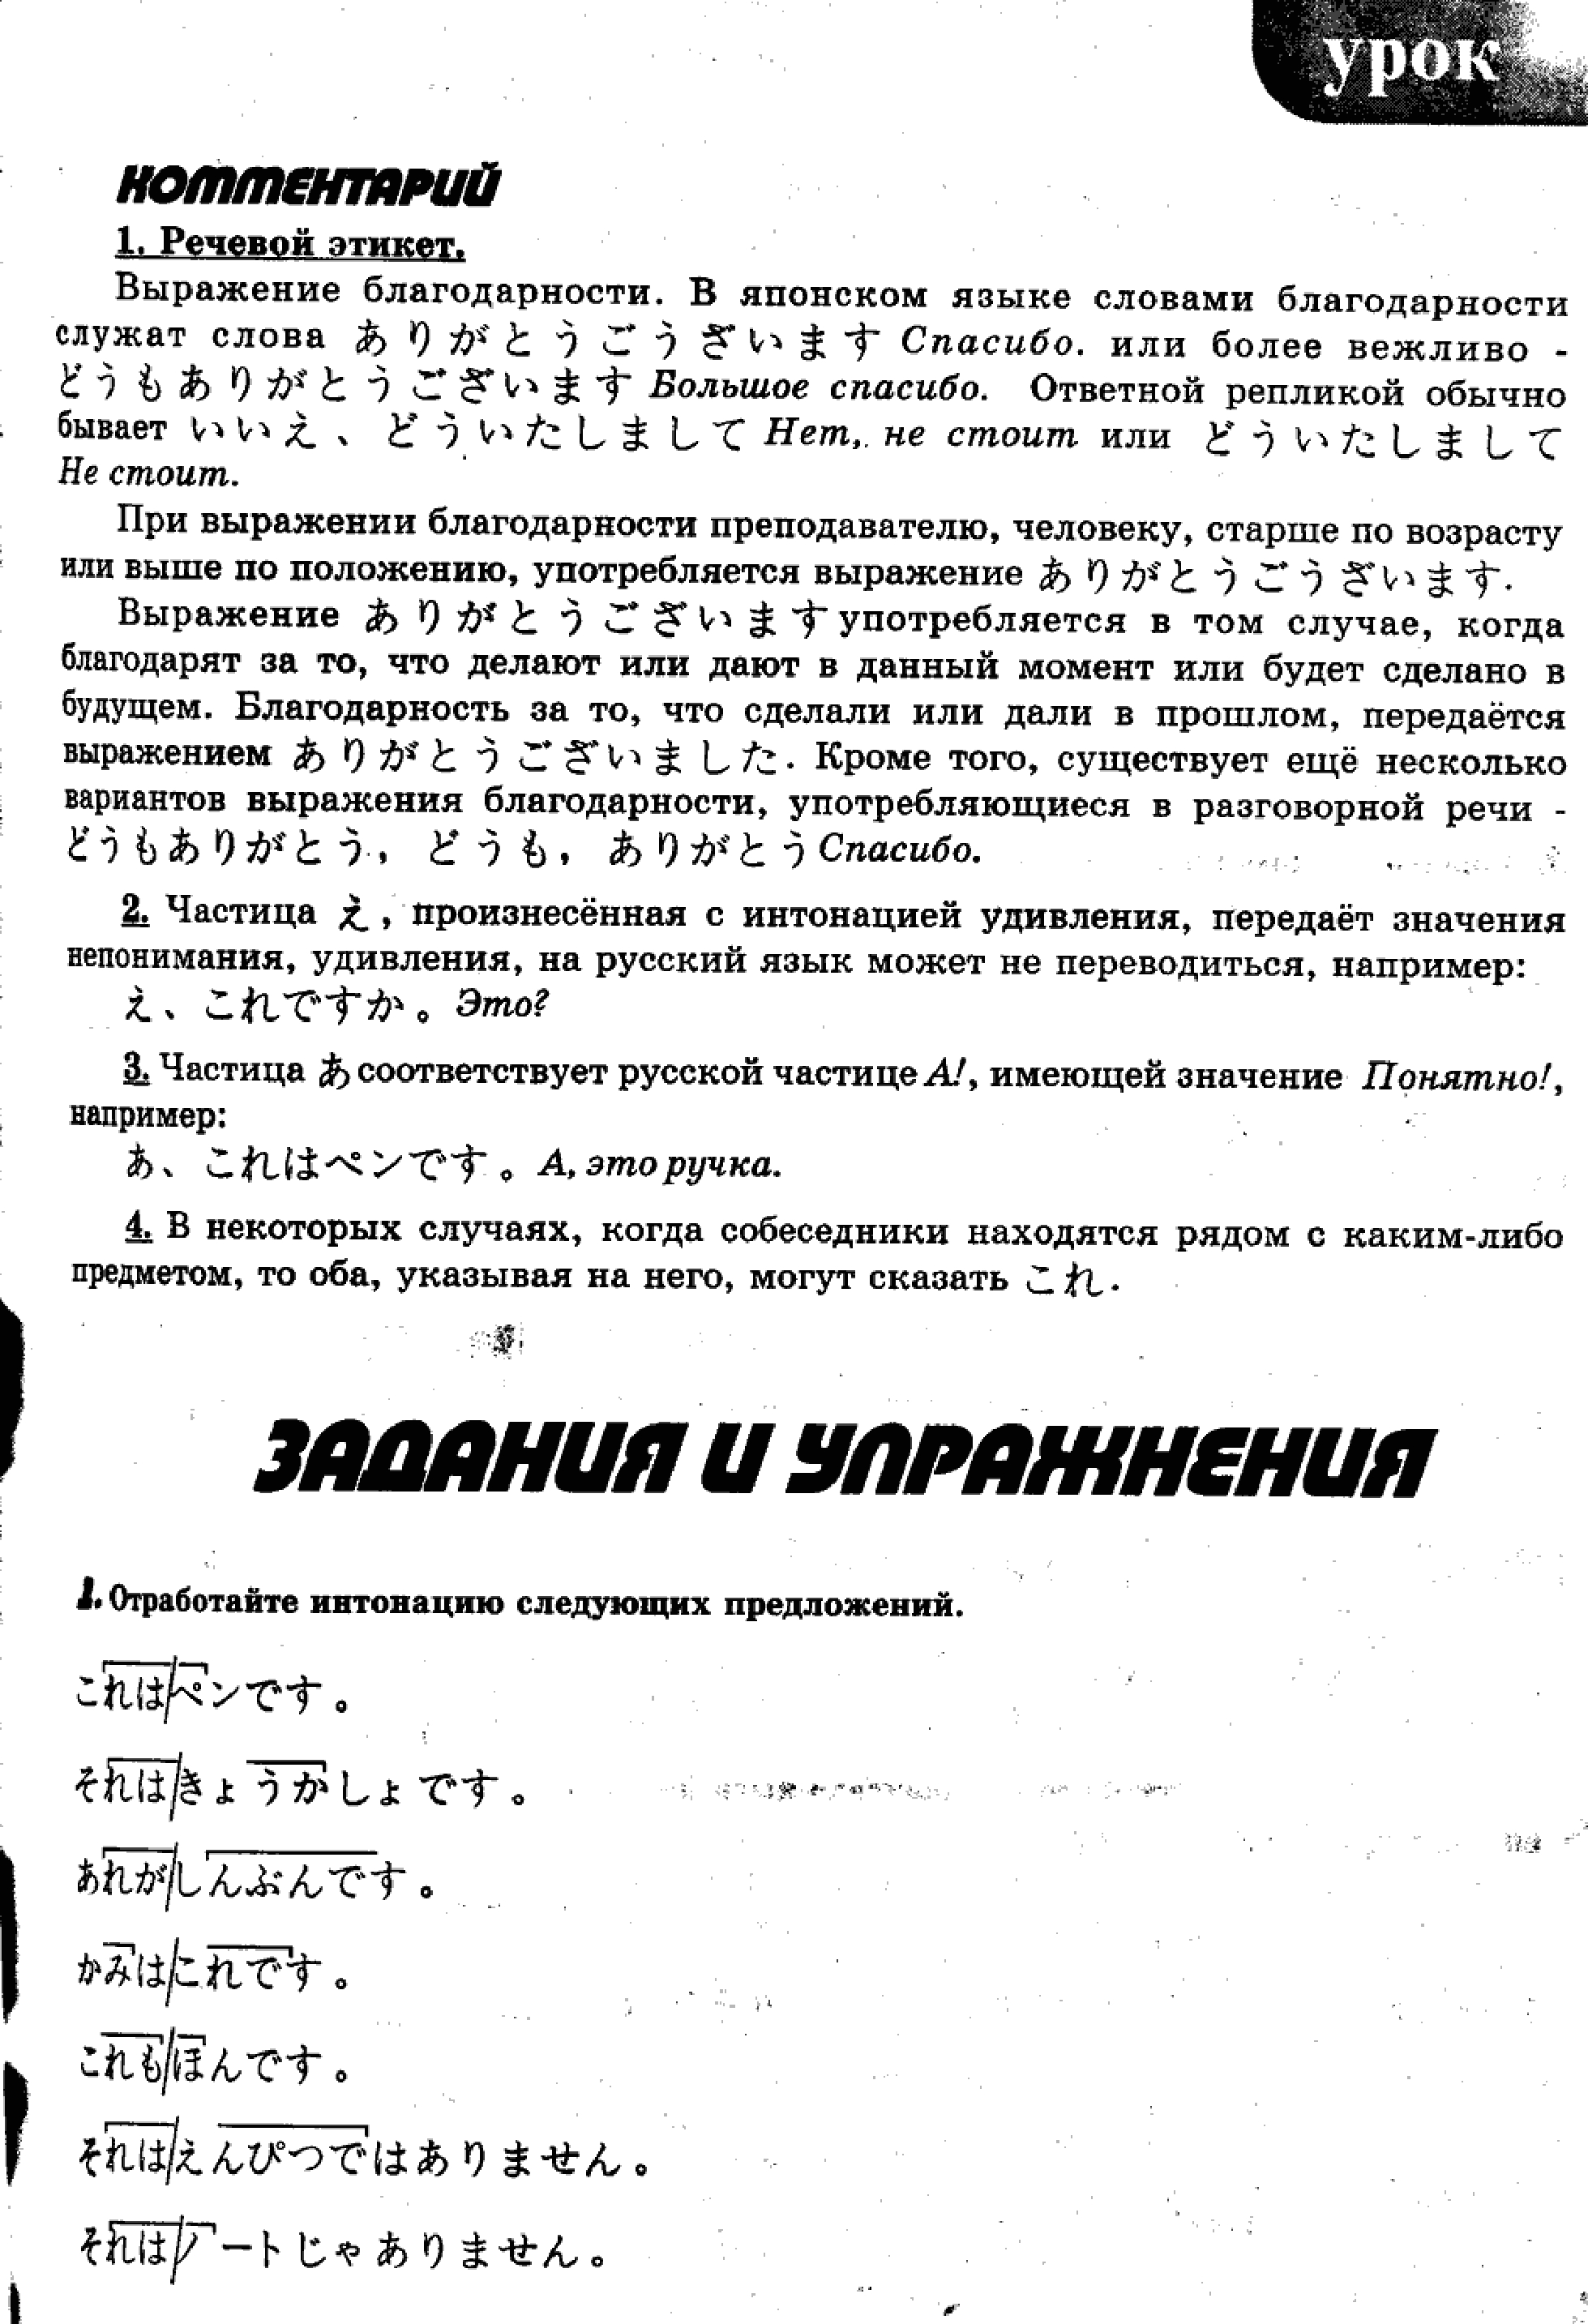 урок
КОММЕНТАРИЙ
1. Речевой этикет.
Выражение благодарности. В японском языке словами благодарности
служат слова ありがとうごうざいます Спасибо. или более вежливо -
どうもありがとうございます Большое спасибо. Ответной репликой обычно
бывает いいえ、どういたしまして Нет, не стоит или どういたしまして
Не стоит.
При выражении благодарности преподавателю, человеку, старше по возрасту
или выше по положению, употребляется выражение ありがとうごうざいます.
Выражение ありがとうございます употребляется в том случае, когда
благодарят за то, что делают или дают в данный момент или будет сделано в
будущем. Благодарность за то, что сделали или дали в прошлом, передаётся
выражением ありがとうございました. Кроме того, существует ещё несколько
вариантов выражения благодарности, употребляющиеся в разговорной речи -
どうもありがとう, どうも, ありがとう Спасибо.
2. Частица え, произнесённая с интонацией удивления, передаёт значения
непонимания, удивления, на русский язык может не переводиться, например:
え、これですか。Это?
3. Частица あ соответствует русской частице А!, имеющей значение Понятно!,
например:
あ、これはペンです。А, это ручка.
4. В некоторых случаях, когда собеседники находятся рядом с каким-либо
предметом, то оба, указывая на него, могут сказать これ.
ЗАДАНИЯ И УПРАЖНЕНИЯ
1. Отработайте интонацию следующих предложений.
これは/ペンです。
それは/きょうかしょです。
あれが/しんぶんです。
かみは/これです。
これも/ほんです。
それは/えんぴつではありません。
それは/ノートじゃありません。